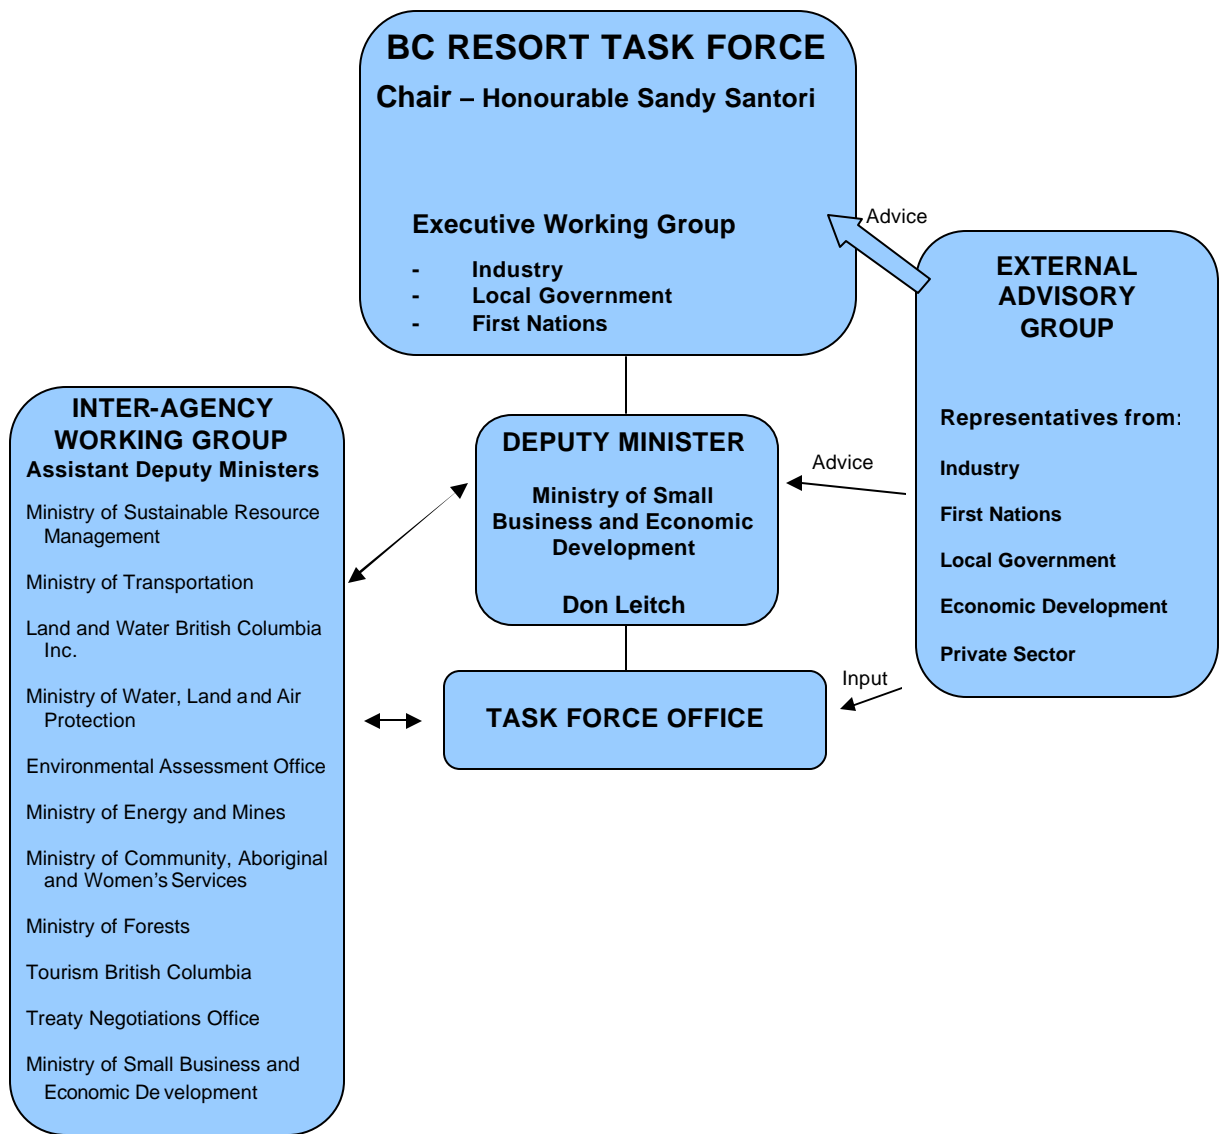 BC RESORT TASK FORCE
Chair – Honourable Sandy Santori
Executive Working Group
- Industry
- Local Government
- First Nations
Advice
EXTERNAL
ADVISORY
GROUP
Representatives from:
Industry
First Nations
Local Government
Economic Development
Private Sector
INTER-AGENCY
WORKING GROUP
Assistant Deputy Ministers
Ministry of Sustainable Resource
Management
Ministry of Transportation
Land and Water British Columbia
Inc.
Ministry of Water, Land and Air
Protection
Environmental Assessment Office
Ministry of Energy and Mines
Ministry of Community, Aboriginal
and Women's Services
Ministry of Forests
Tourism British Columbia
Treaty Negotiations Office
Ministry of Small Business and
Economic Development
DEPUTY MINISTER
Ministry of Small
Business and Economic
Development
Don Leitch
Advice
TASK FORCE OFFICE
Input